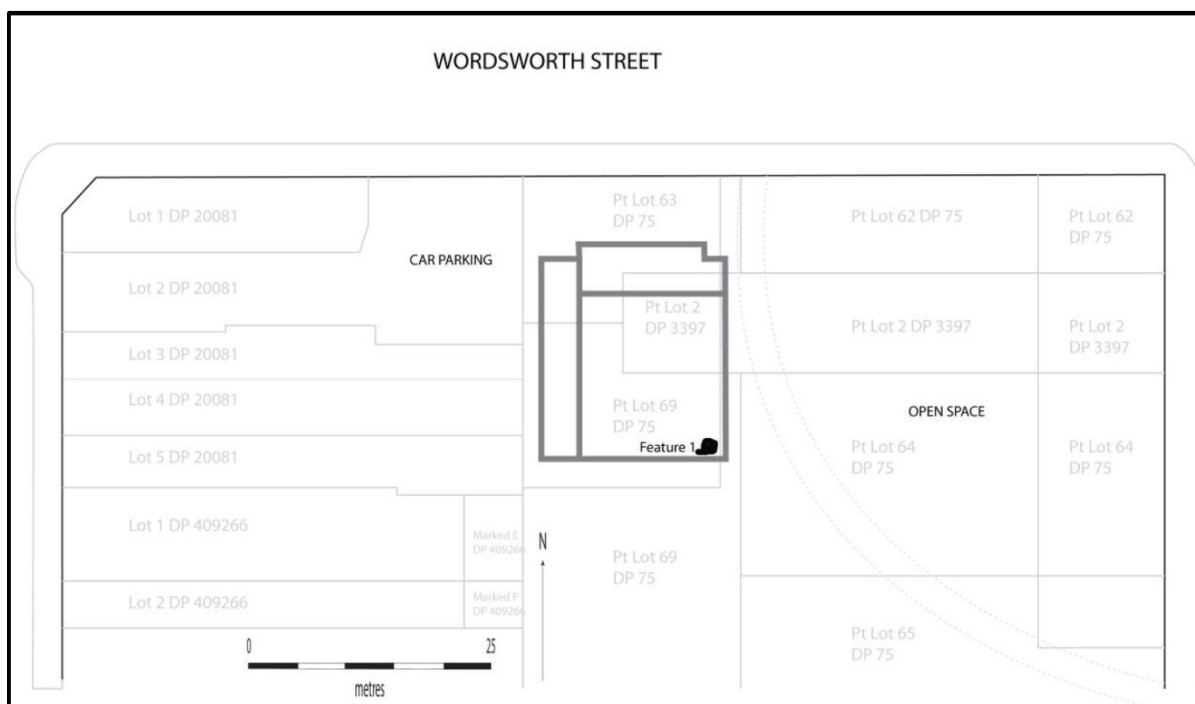 WORDSWORTH STREET
Lot 1 DP 20081
Pt Lot 63
DP 75
Pt Lot 62 DP 75
Pt Lot 62
DP 75
CAR PARKING
Lot 2 DP 20081
Pt Lot 2
DP 3397
Pt Lot 2 DP 3397
Pt Lot 2
DP 3397
Lot 3 DP 20081
Lot 4 DP 20081
Pt Lot 69
DP 75
OPEN SPACE
Feature 1
Pt Lot 64
DP 75
Pt Lot 64
DP 75
Lot 5 DP 20081
Lot 1 DP 409266
Marked E
DP 409266
N
Pt Lot 69
DP 75
Lot 2 DP 409266
Marked F
DP 409266
Pt Lot 65
DP 75
0 25
metres